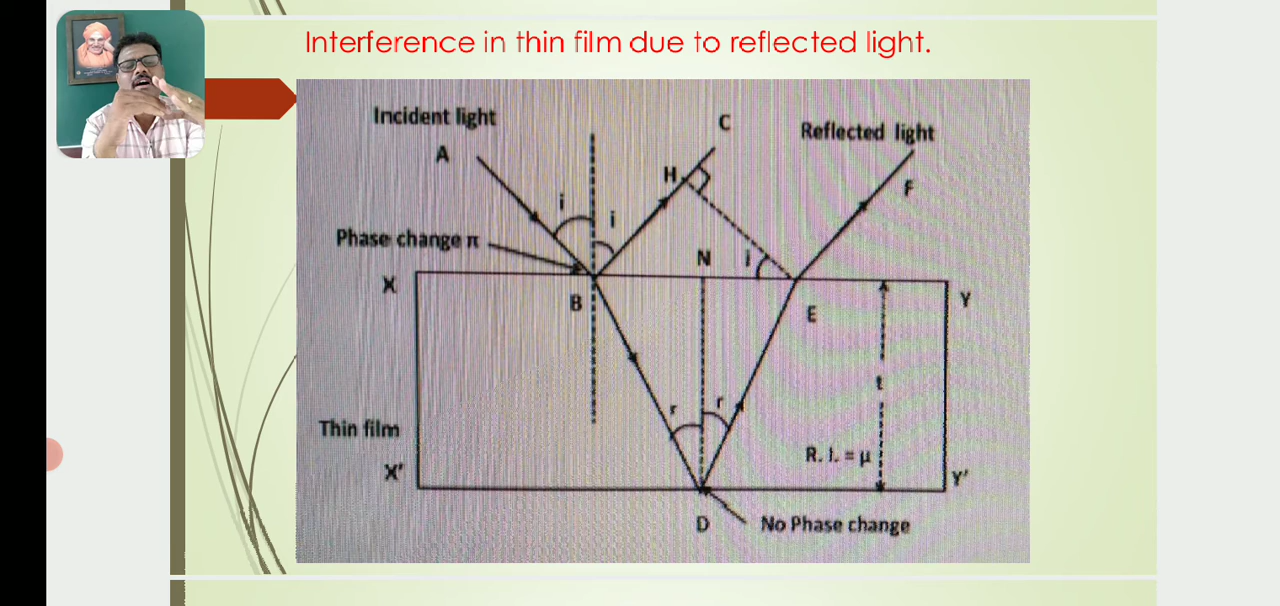 Interference in thin film due to reflected light.
Incident light
C
Reflected light
A
H
F
i
i
Phase change π
N
i
X
Y
B
E
t
r
r
Thin film
R. I. = μ
X'
Y'
D
No Phase change